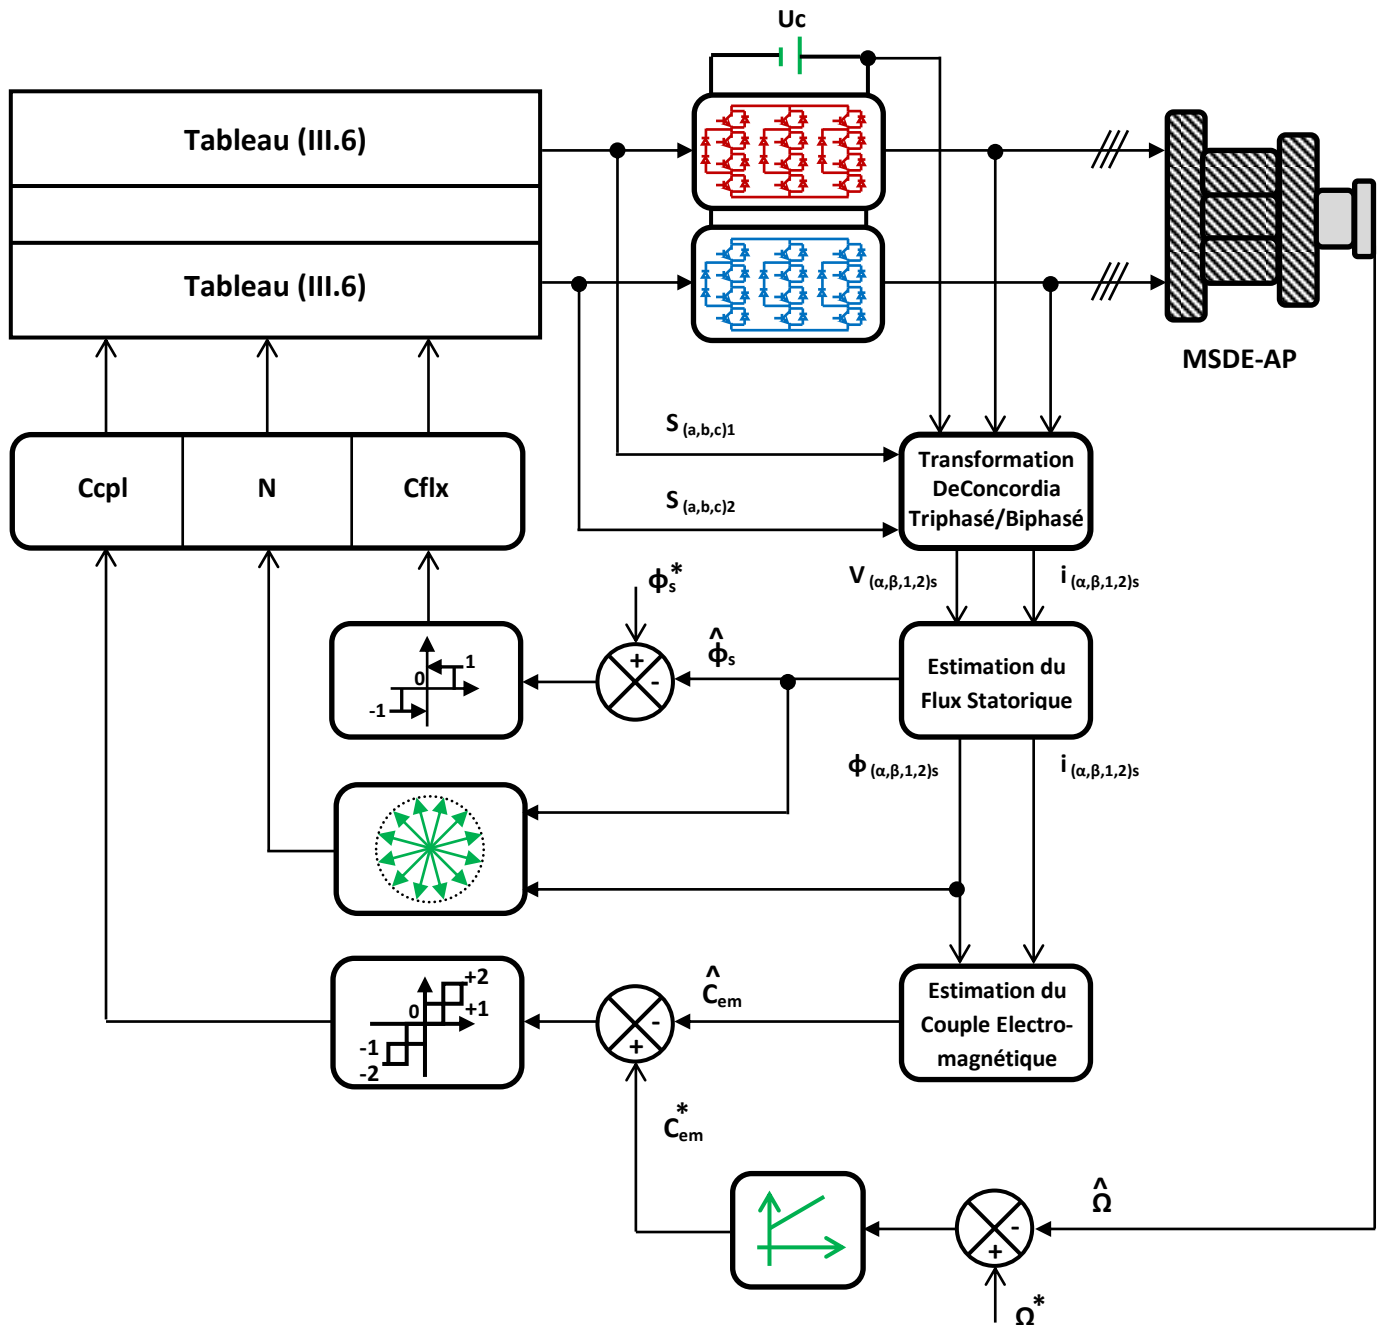 Uc
Tableau (III.6)
Tableau (III.6)
MSDE-AP
S (a,b,c)1
S (a,b,c)2
Transformation
DeConcordia
Triphasé/Biphasé
Ccpl N Cflx
V (α,β,1,2)s
i (α,β,1,2)s
ϕs*
+
-
ϕ̂s
Estimation du
Flux Statorique
0
1
-1
ϕ (α,β,1,2)s
i (α,β,1,2)s
+2
+1
0
-1
-2
-
+
Ĉem
Estimation du
Couple Electro-
magnétique
C*em
-
+
Ω̂
Ω*